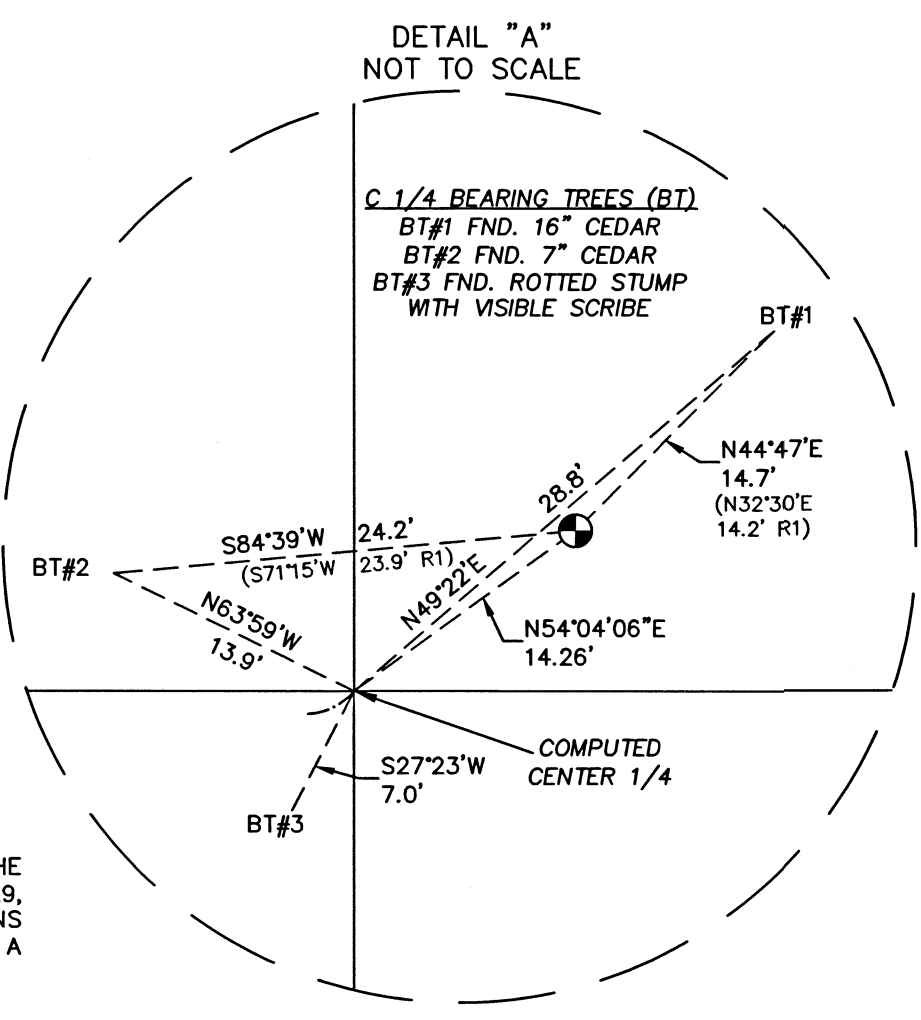 DETAIL "A"
NOT TO SCALE
C 1/4 BEARING TREES (BT)
BT#1 FND. 16" CEDAR
BT#2 FND. 7" CEDAR
BT#3 FND. ROTTED STUMP
WITH VISIBLE SCRIBE
BT#1
N44°47'E
14.7'
(N32°30'E
14.2' R1)
28.8'
N49°22'E
S84°39'W 24.2'
(S71°15'W 23.9' R1)
BT#2
N63°59'W
13.9'
N54°04'06"E
14.26'
COMPUTED
CENTER 1/4
S27°23'W
7.0'
BT#3
HE
9,
NS
A